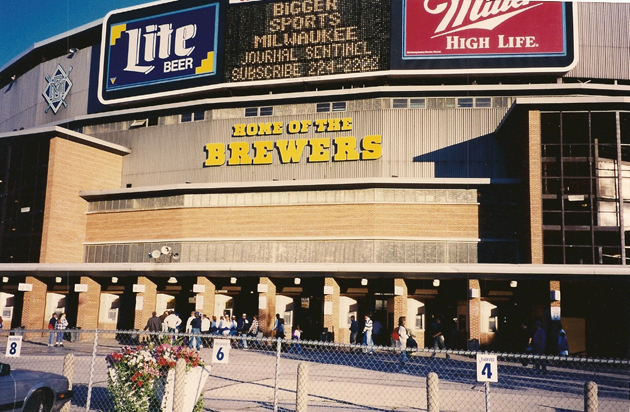 Lite
BEER
BIGGER
SPORTS
MILWAUKEE
JOURNAL SENTINEL
SUBSCRIBE 224-2222
Miller
HIGH LIFE.
HOME OF THE
BREWERS
8
6
4